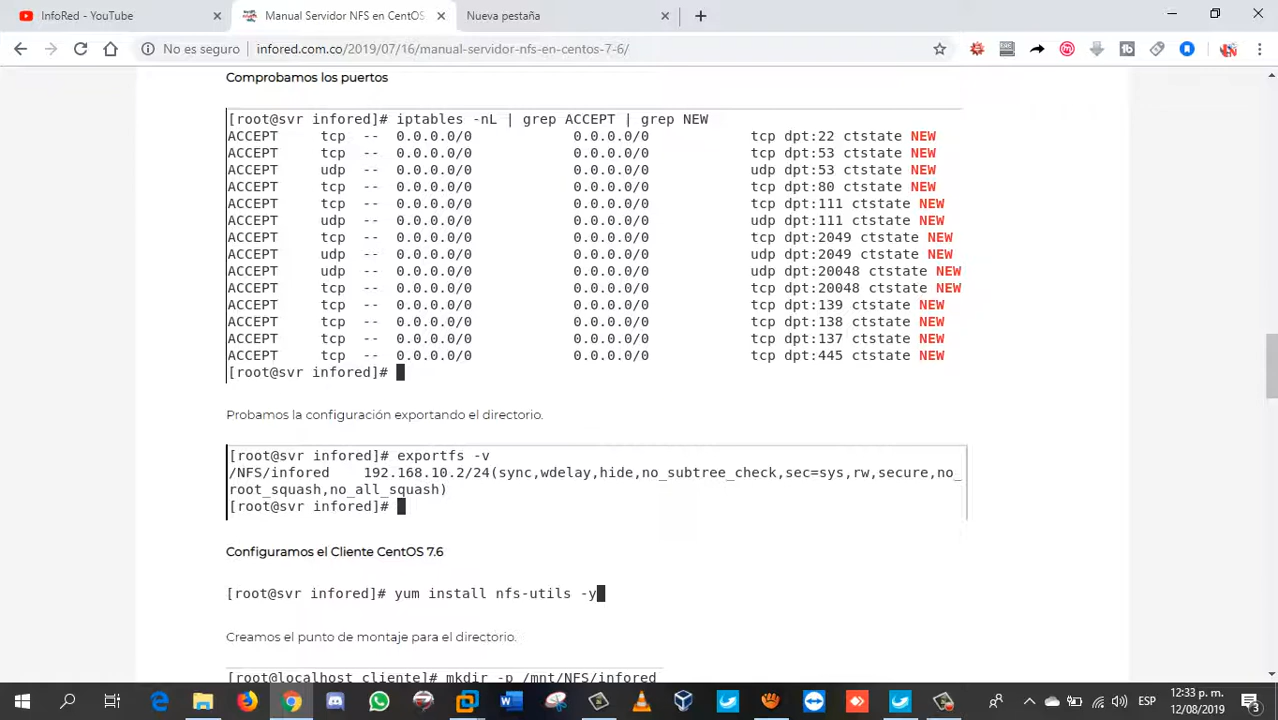 InfoRed - YouTube
Manual Servidor NFS en CentOS
Nueva pestaña
No es seguro
infored.com.co/2019/07/16/manual-servidor-nfs-en-centos-7-6/
Comprobamos los puertos
[root@svr infored]# iptables -nL | grep ACCEPT | grep NEW
ACCEPT tcp -- 0.0.0.0/0 0.0.0.0/0 tcp dpt:22 ctstate NEW
ACCEPT tcp -- 0.0.0.0/0 0.0.0.0/0 tcp dpt:53 ctstate NEW
ACCEPT udp -- 0.0.0.0/0 0.0.0.0/0 udp dpt:53 ctstate NEW
ACCEPT tcp -- 0.0.0.0/0 0.0.0.0/0 tcp dpt:80 ctstate NEW
ACCEPT tcp -- 0.0.0.0/0 0.0.0.0/0 tcp dpt:111 ctstate NEW
ACCEPT udp -- 0.0.0.0/0 0.0.0.0/0 udp dpt:111 ctstate NEW
ACCEPT tcp -- 0.0.0.0/0 0.0.0.0/0 tcp dpt:2049 ctstate NEW
ACCEPT udp -- 0.0.0.0/0 0.0.0.0/0 udp dpt:2049 ctstate NEW
ACCEPT udp -- 0.0.0.0/0 0.0.0.0/0 udp dpt:20048 ctstate NEW
ACCEPT tcp -- 0.0.0.0/0 0.0.0.0/0 tcp dpt:20048 ctstate NEW
ACCEPT tcp -- 0.0.0.0/0 0.0.0.0/0 tcp dpt:139 ctstate NEW
ACCEPT tcp -- 0.0.0.0/0 0.0.0.0/0 tcp dpt:138 ctstate NEW
ACCEPT tcp -- 0.0.0.0/0 0.0.0.0/0 tcp dpt:137 ctstate NEW
ACCEPT tcp -- 0.0.0.0/0 0.0.0.0/0 tcp dpt:445 ctstate NEW
[root@svr infored]#
Probamos la configuración exportando el directorio.
[root@svr infored]# exportfs -v
/NFS/infored 192.168.10.2/24(sync,wdelay,hide,no_subtree_check,sec=sys,rw,secure,no_
root_squash,no_all_squash)
[root@svr infored]#
Configuramos el Cliente CentOS 7.6
[root@svr infored]# yum install nfs-utils -y
Creamos el punto de montaje para el directorio.
[root@localhost cliente]# mkdir -p /mnt/NFS/infored
ESP
12:33 p. m.
12/08/2019
3